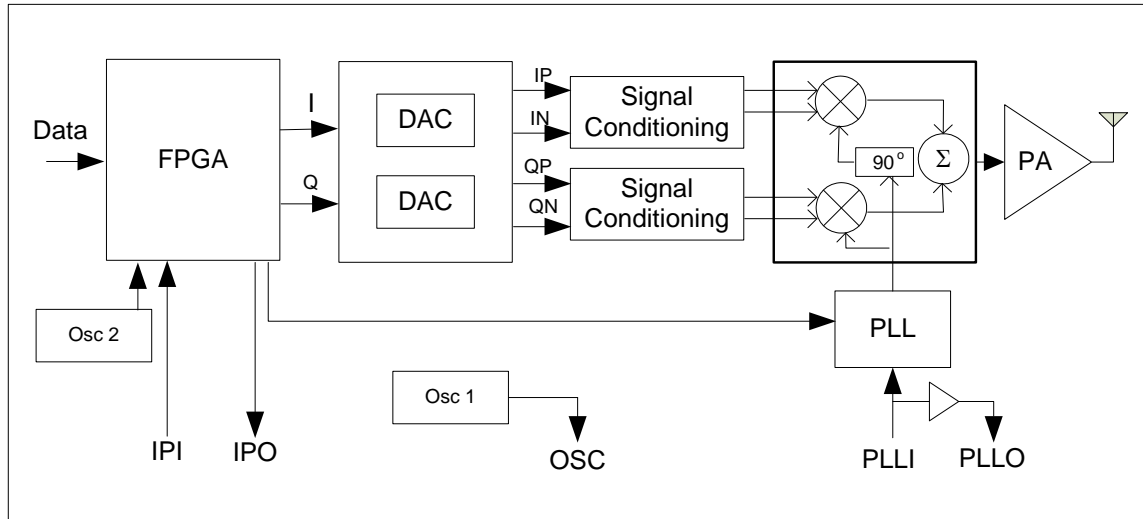 Data
FPGA
I
Q
DAC
DAC
IP
IN
QP
QN
Signal
Conditioning
Signal
Conditioning
90°
Σ
PA
Osc 2
Osc 1
PLL
IPI
IPO
OSC
PLLI
PLLO